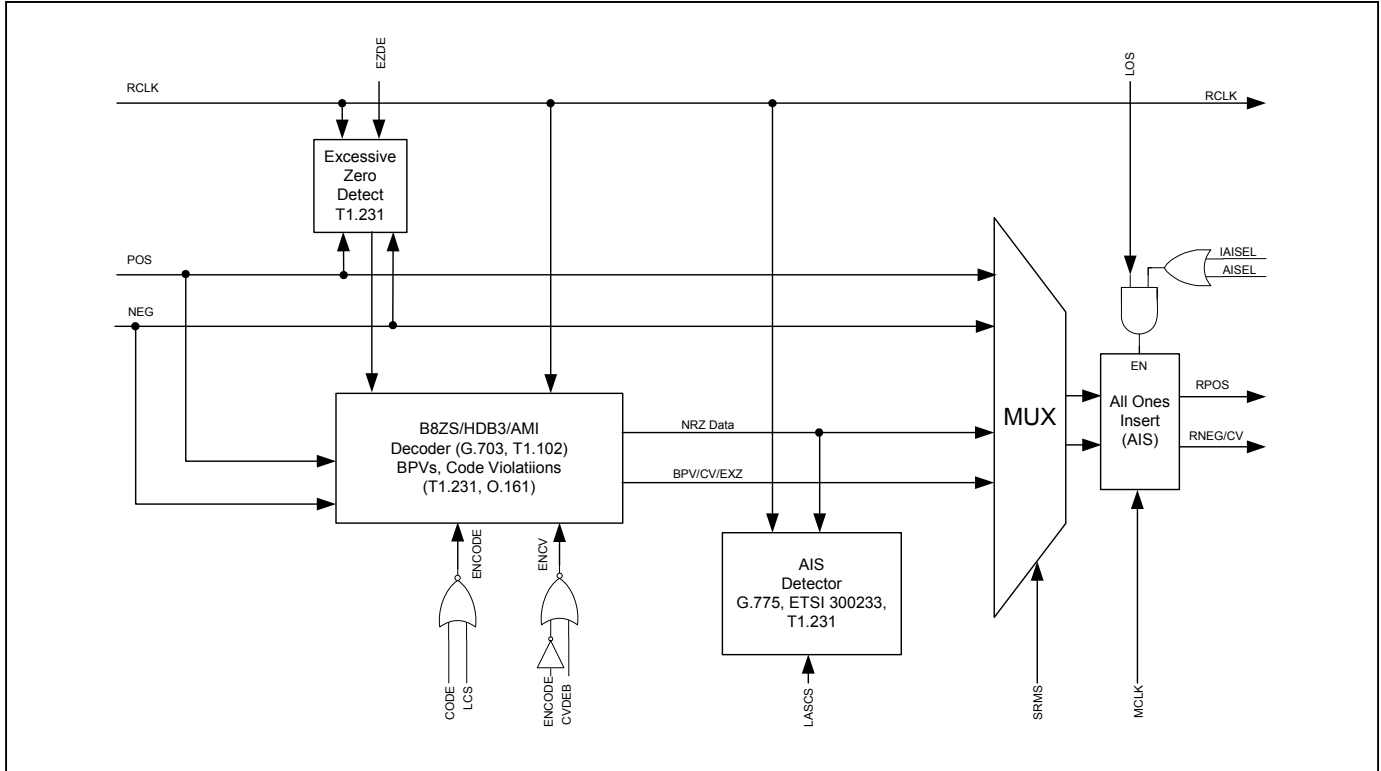 EZDE
LOS
RCLK
RCLK
Excessive
Zero
Detect
T1.231
POS
IAISEL
AISEL
NEG
EN
MUX
All Ones
Insert
(AIS)
RPOS
RNEG/CV
B8ZS/HDB3/AMI
Decoder (G.703, T1.102)
BPVs, Code Violatiions
(T1.231, O.161)
NRZ Data
BPV/CV/EXZ
ENCODE
ENCV
AIS
Detector
G.775, ETSI 300233,
T1.231
CODE
LCS
ENCODE
CVDEB
LASCS
SRMS
MCLK